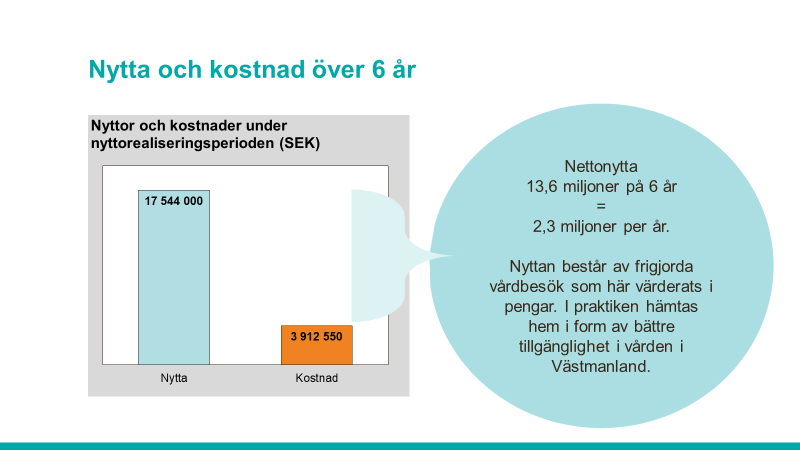 Nytta och kostnad över 6 år
Nyttor och kostnader under
nyttorealiseringsperioden (SEK)
17 544 000
3 912 550
Nytta
Kostnad
Nettonytta
13,6 miljoner på 6 år
=
2,3 miljoner per år.
Nyttan består av frigjorda
vårdbesök som här värderats i
pengar. I praktiken hämtas
hem i form av bättre
tillgänglighet i vården i
Västmanland.